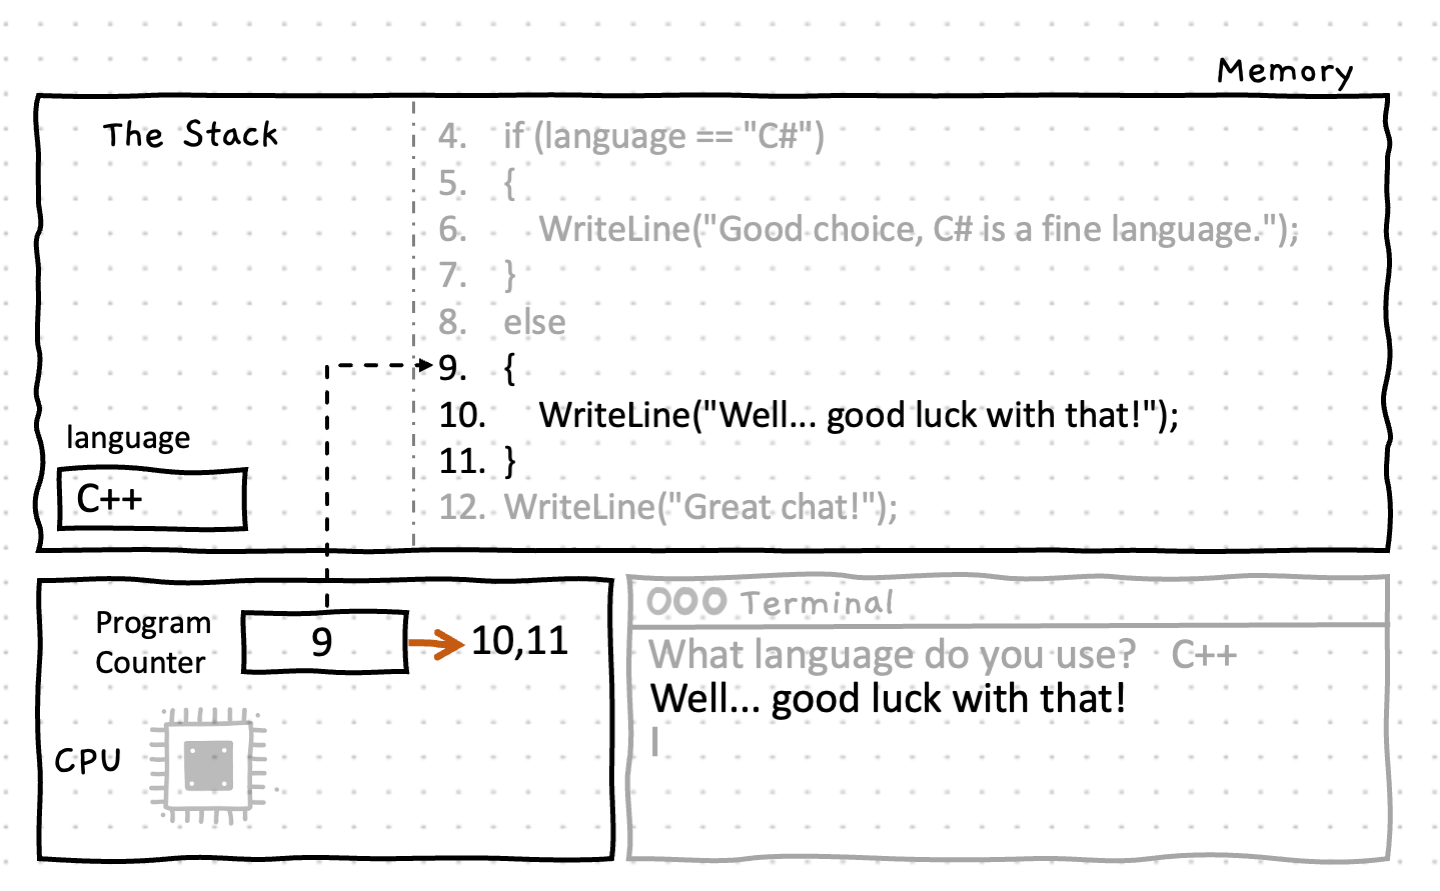 Memory
The Stack
4. if (language == "C#")
5. {
6. WriteLine("Good choice, C# is a fine language.");
7. }
8. else
9. {
10. WriteLine("Well... good luck with that!");
11. }
12. WriteLine("Great chat!");
language
C++
Program
Counter
9
10,11
CPU
Terminal
What language do you use? C++
Well... good luck with that!